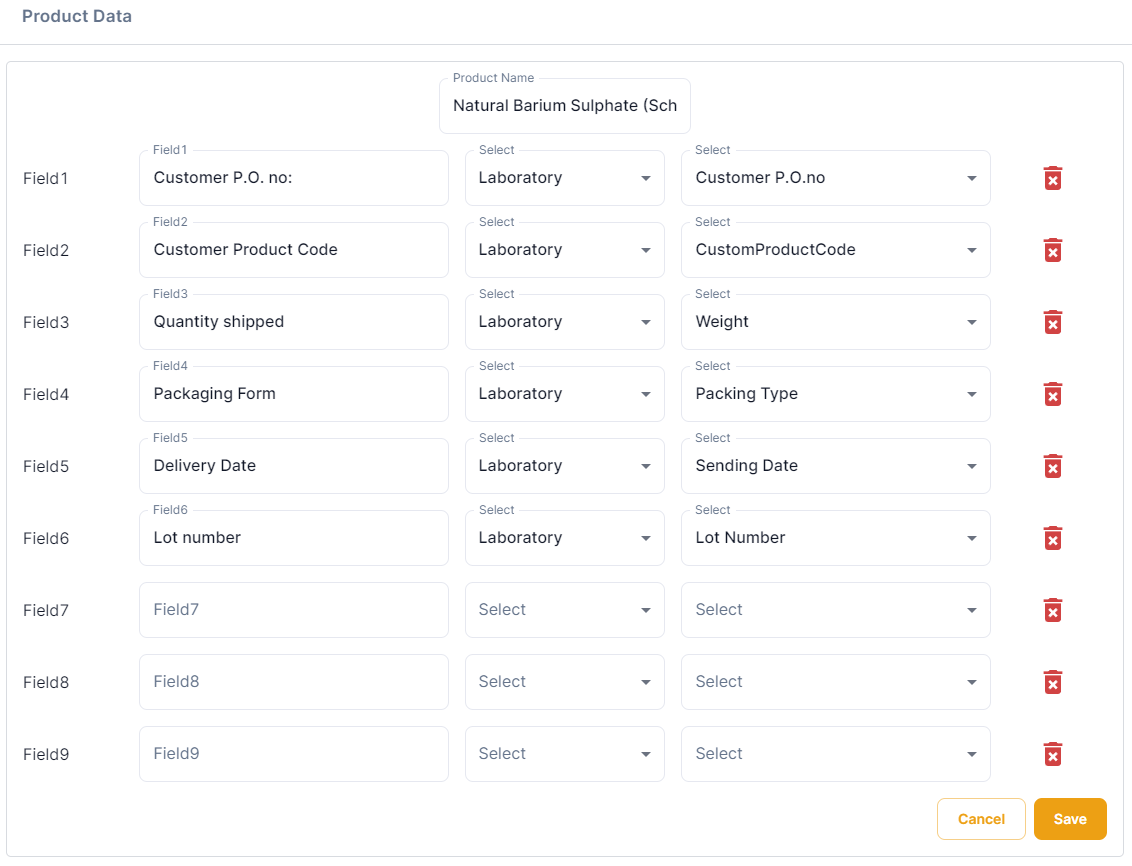 Product Data
Product Name
Natural Barium Sulphate (Sch
Field1 Select Select
Field1 Customer P.O. no: Laboratory Customer P.O.no
Field2 Select Select
Field2 Customer Product Code Laboratory CustomProductCode
Field3 Select Select
Field3 Quantity shipped Laboratory Weight
Field4 Select Select
Field4 Packaging Form Laboratory Packing Type
Field5 Select Select
Field5 Delivery Date Laboratory Sending Date
Field6 Select Select
Field6 Lot number Laboratory Lot Number
Field7 Field7 Select Select
Field8 Field8 Select Select
Field9 Field9 Select Select
Cancel Save